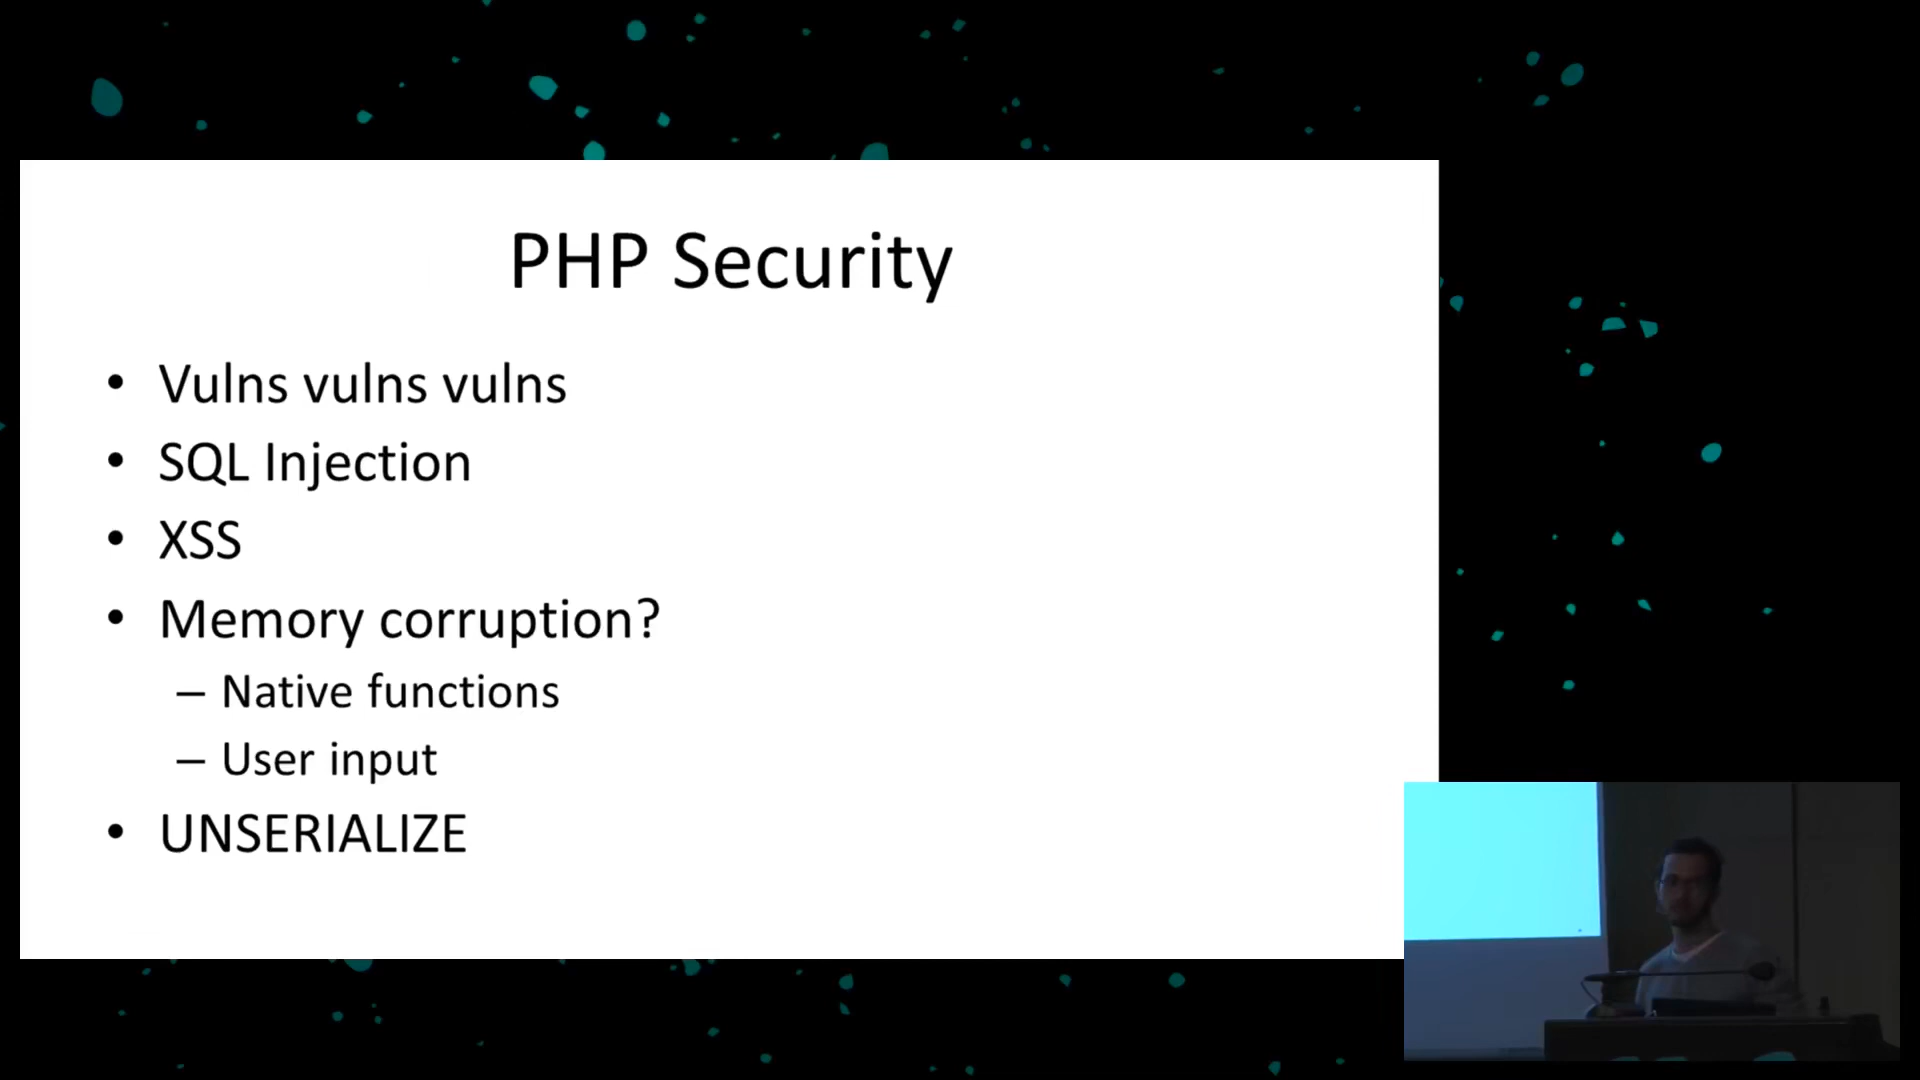 PHP Security
• Vulns vulns vulns
• SQL Injection
• XSS
• Memory corruption?
– Native functions
– User input
• UNSERIALIZE